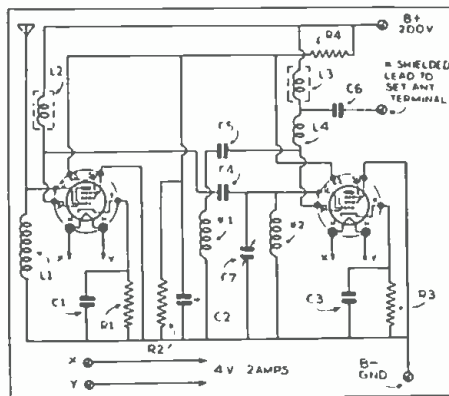 R4
B+
200V
L2
L3
* SHIELDED
LEAD TO
SET ANT
TERMINAL
C6
L4
C5
C4
#1
#2
X
Y
X
Y
L1
C7
C1
R1
C2
C3
R3
R2
X
Y
4V 2AMPS
B-
GND